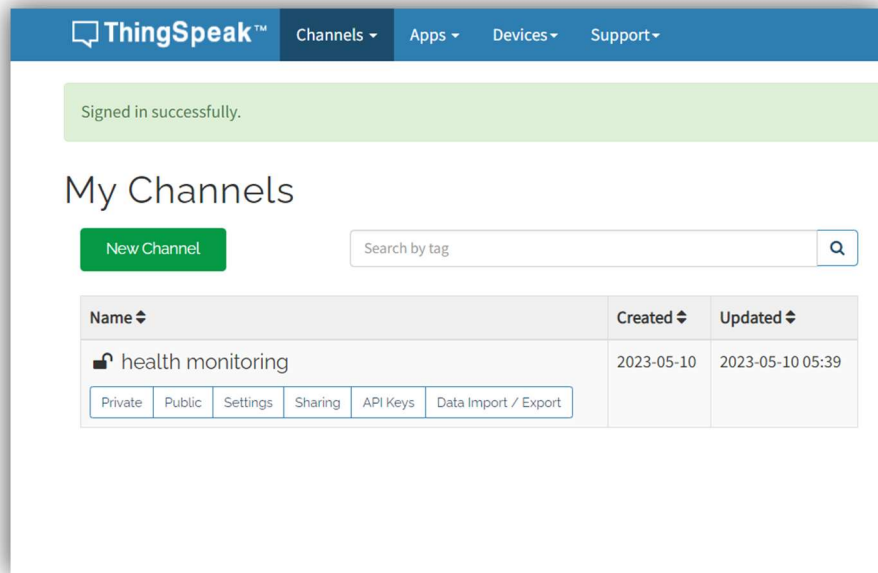 ThingSpeak™ Channels Apps Devices Support
Signed in successfully.
My Channels
New Channel Search by tag
Name Created Updated
health monitoring 2023-05-10 2023-05-10 05:39
Private Public Settings Sharing API Keys Data Import / Export